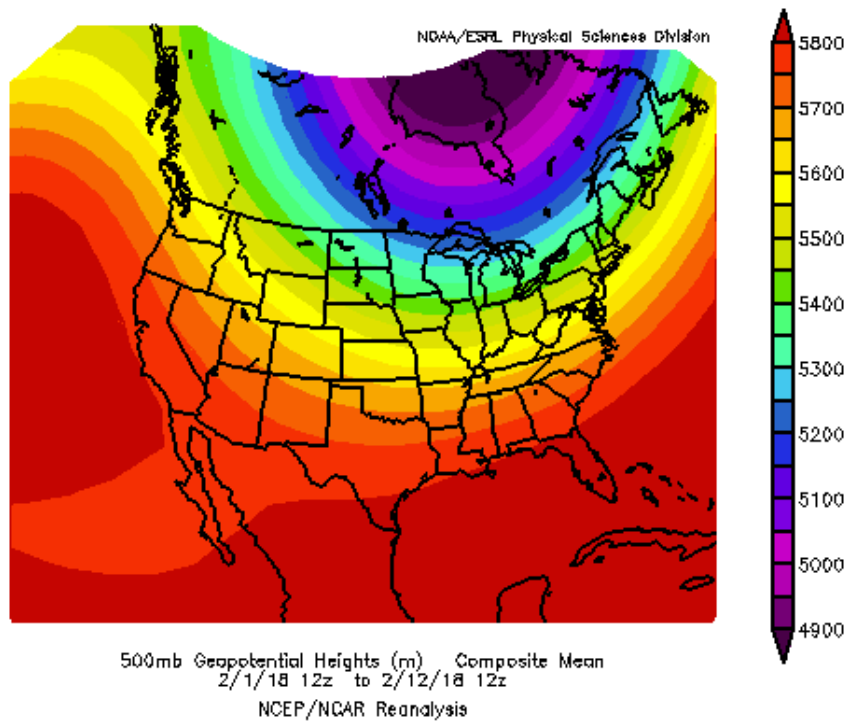 NOAA/ESRL Physical Sciences Division
5800
5700
5600
5500
5400
5300
5200
5100
5000
4900
500mb Geopotential Heights (m) Composite Mean
2/1/18 12z to 2/12/18 12z
NCEP/NCAR Reanalysis